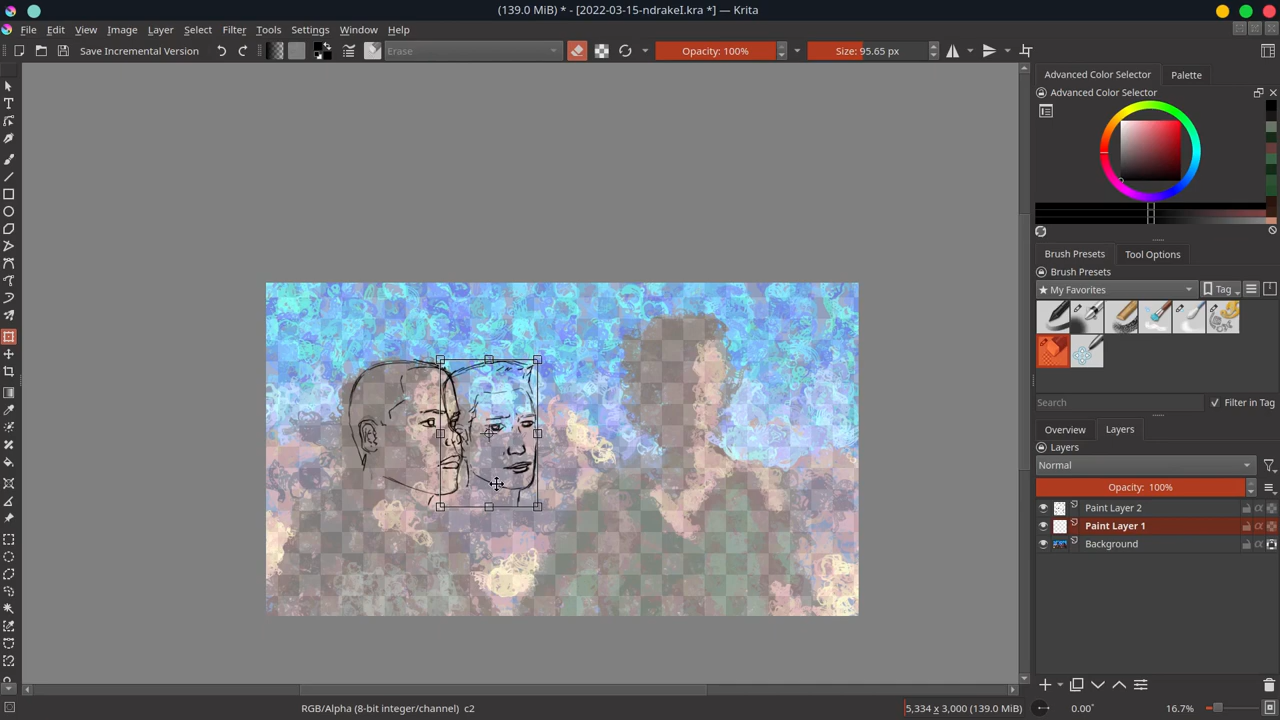 (139.0 MiB) * - [2022-03-15-ndrakeI.kra *] — Krita
File Edit View Image Layer Select Filter Tools Settings Window Help
Save Incremental Version Erase Opacity: 100% Size: 95.65 px
Advanced Color Selector Palette
Advanced Color Selector
Brush Presets Tool Options
Brush Presets
★ My Favorites Tag
Search Filter in Tag
Overview Layers
Layers
Normal
Opacity: 100%
Paint Layer 2
Paint Layer 1
Background
RGB/Alpha (8-bit integer/channel) c2 5,334 x 3,000 (139.0 MiB) 0.00° 16.7%